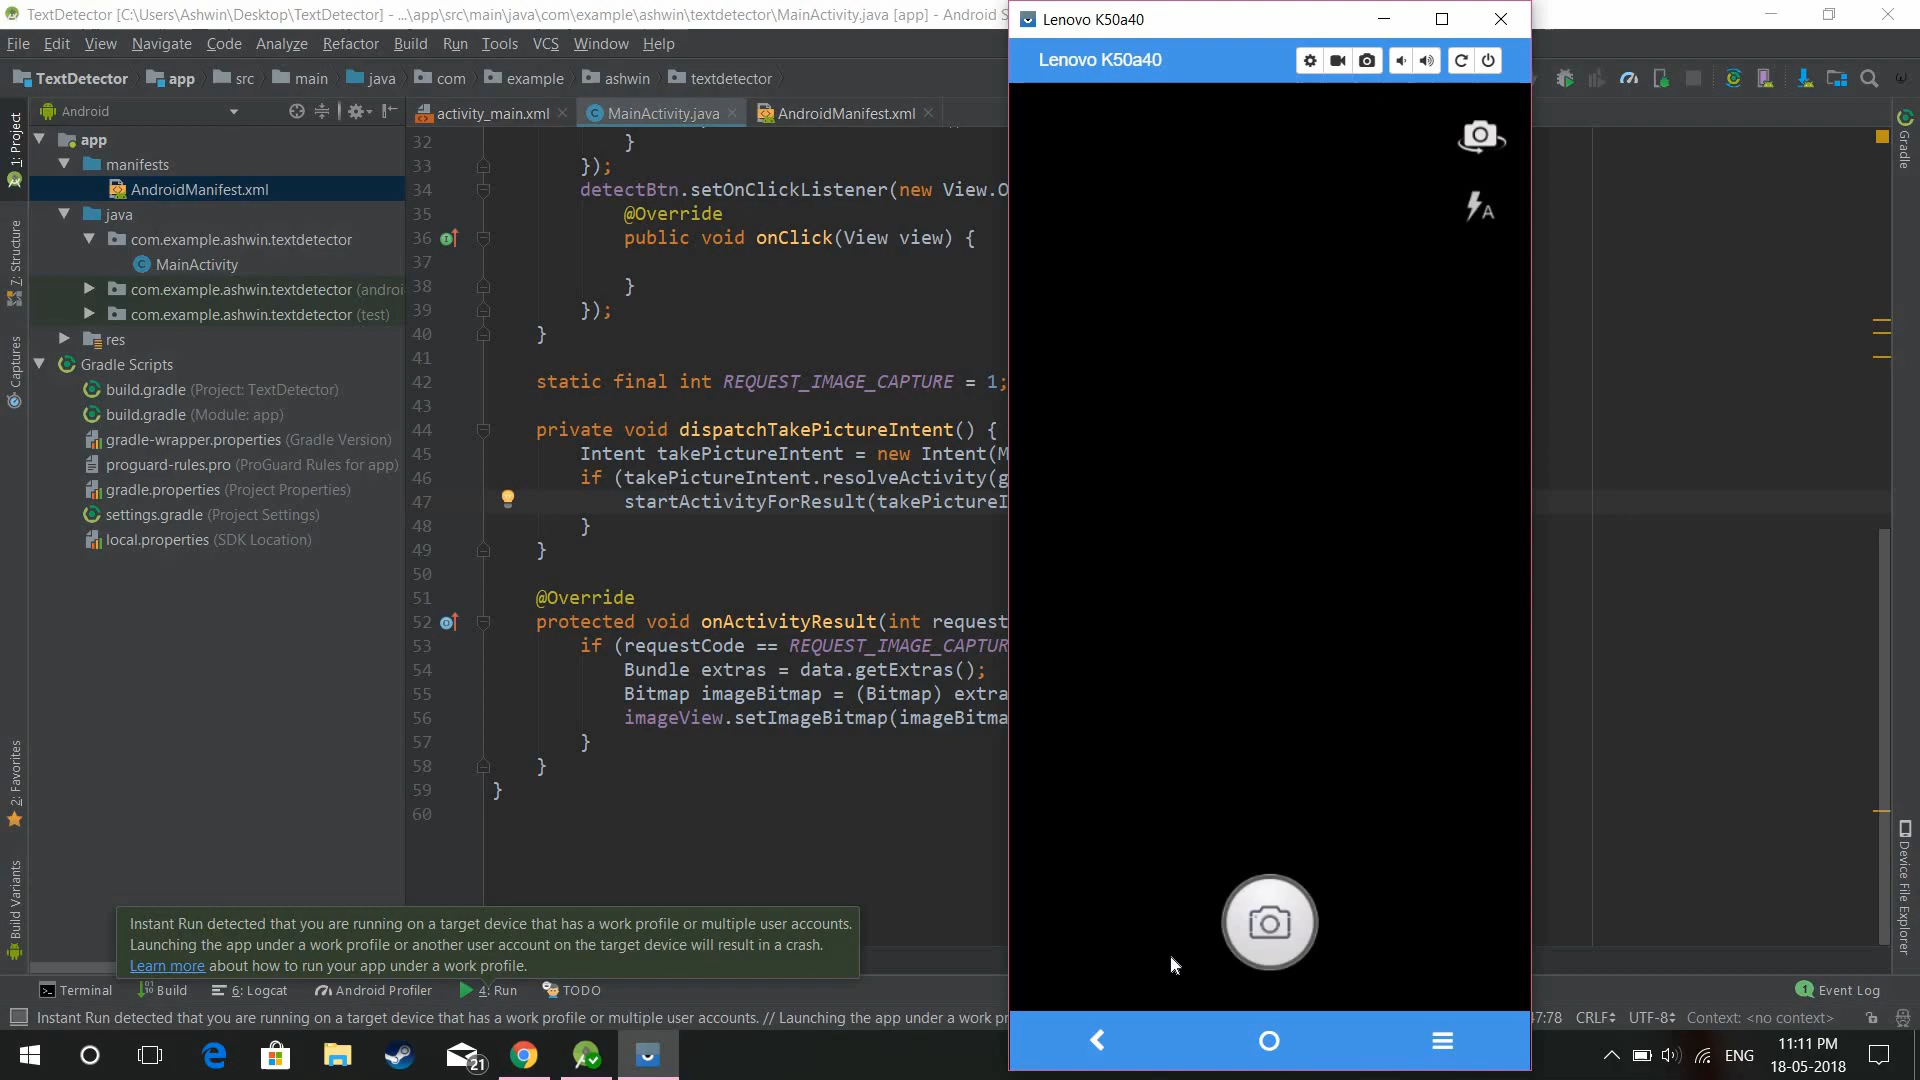 TextDetector [C:\Users\Ashwin\Desktop\TextDetector] - ...\app\src\main\java\com\example\ashwin\textdetector\MainActivity.java [app] - Android S
File Edit View Navigate Code Analyze Refactor Build Run Tools VCS Window Help
TextDetector app src main java com example ashwin textdetector
Android
activity_main.xml MainActivity.java AndroidManifest.xml
1: Project
7: Structure
Captures
2: Favorites
Build Variants
app
manifests
AndroidManifest.xml
java
com.example.ashwin.textdetector
MainActivity
com.example.ashwin.textdetector (androi
com.example.ashwin.textdetector (test)
res
Gradle Scripts
build.gradle (Project: TextDetector)
build.gradle (Module: app)
gradle-wrapper.properties (Gradle Version)
proguard-rules.pro (ProGuard Rules for app)
gradle.properties (Project Properties)
settings.gradle (Project Settings)
local.properties (SDK Location)
32 }
33 });
34 detectBtn.setOnClickListener(new View.O
35 @Override
36 public void onClick(View view) {
37
38 }
39 });
40 }
41
42 static final int REQUEST_IMAGE_CAPTURE = 1;
43
44 private void dispatchTakePictureIntent() {
45 Intent takePictureIntent = new Intent(M
46 if (takePictureIntent.resolveActivity(g
47 startActivityForResult(takePictureI
48 }
49 }
50
51 @Override
52 protected void onActivityResult(int request
53 if (requestCode == REQUEST_IMAGE_CAPTUR
54 Bundle extras = data.getExtras();
55 Bitmap imageBitmap = (Bitmap) extra
56 imageView.setImageBitmap(imageBitma
57 }
58 }
59 }
60
Instant Run detected that you are running on a target device that has a work profile or multiple user accounts.
Launching the app under a work profile or another user account on the target device will result in a crash.
Learn more about how to run your app under a work profile.
Lenovo K50a40
Lenovo K50a40
A
Gradle
Device File Explorer
Terminal Build 6: Logcat Android Profiler 4: Run TODO
1 Event Log
Instant Run detected that you are running on a target device that has a work profile or multiple user accounts. // Launching the app under a work pr
47:78 CRLF UTF-8 Context: <no context>
21
ENG
11:11 PM
18-05-2018